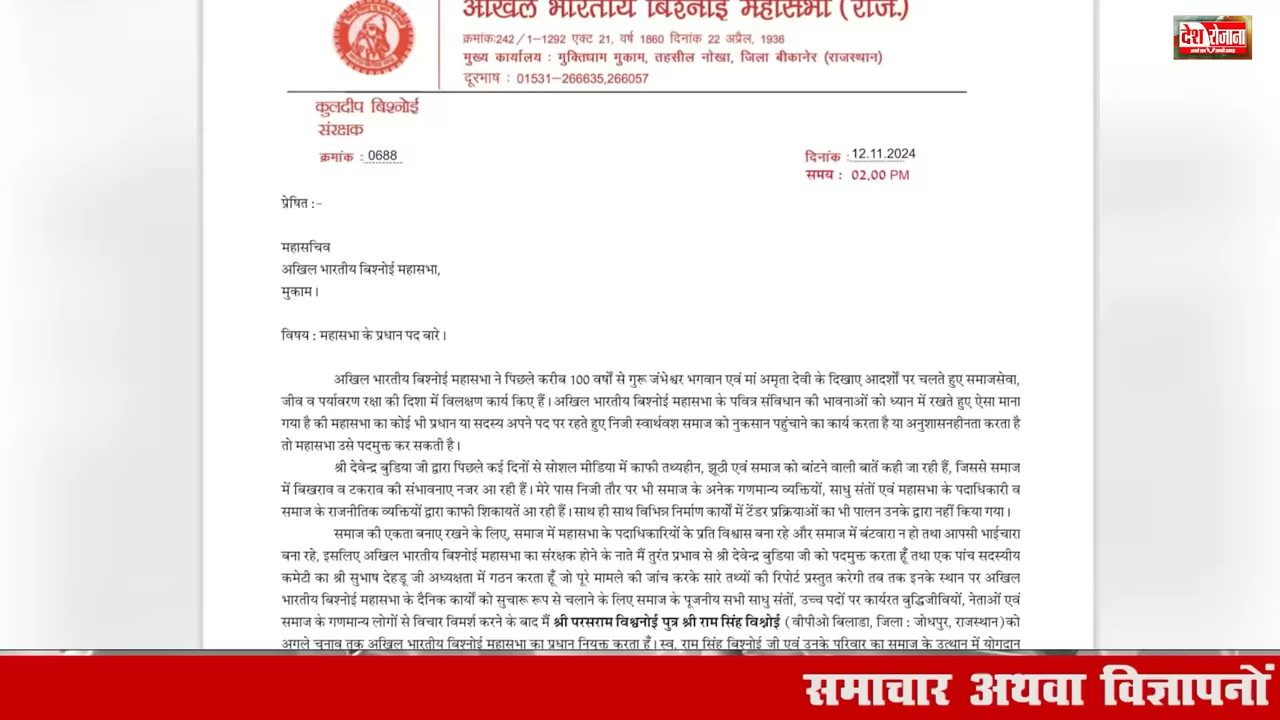 अखिल भारतीय बिश्नोई महासभा (राज.)
देश रोजाना
क्रमांक:242/1-1292 एक्ट 21, वर्ष 1860 दिनांक 22 अप्रैल, 1936
मुख्य कार्यालय : मुक्तिधाम मुकाम, तहसील नोखा, जिला बीकानेर (राजस्थान)
दूरभाष : 01531-266635,266057
कुलदीप बिश्नोई
संरक्षक
क्रमांक : 0688
दिनांक : 12.11.2024
समय : 02.00 PM
प्रेषित :-
महासचिव
अखिल भारतीय बिश्नोई महासभा,
मुकाम।
विषय : महासभा के प्रधान पद बारे।
अखिल भारतीय बिश्नोई महासभा ने पिछले करीब 100 वर्षों से गुरू जंभेश्वर भगवान एवं मां अमृता देवी के दिखाए आदर्शों पर चलते हुए समाजसेवा,
जीव व पर्यावरण रक्षा की दिशा में विलक्षण कार्य किए हैं। अखिल भारतीय बिश्नोई महासभा के पवित्र संविधान की भावनाओं को ध्यान में रखते हुए ऐसा माना
गया है की महासभा का कोई भी प्रधान या सदस्य अपने पद पर रहते हुए निजी स्वार्थवश समाज को नुकसान पहुंचाने का कार्य करता है या अनुशासनहीनता करता है
तो महासभा उसे पदमुक्त कर सकती है।
श्री देवेन्द्र बुडिया जी द्वारा पिछले कई दिनों से सोशल मीडिया में काफी तथ्यहीन, झूठी एवं समाज को बांटने वाली बातें कही जा रही हैं, जिससे समाज
में बिखराव व टकराव की संभावनाए नजर आ रही हैं। मेरे पास निजी तौर पर भी समाज के अनेक गणमान्य व्यक्तियों, साधु संतों एवं महासभा के पदाधिकारी व
समाज के राजनीतिक व्यक्तियों द्वारा काफी शिकायतें आ रही हैं। साथ ही साथ विभिन्न निर्माण कार्यों में टेंडर प्रक्रियाओं का भी पालन उनके द्वारा नहीं किया गया।
समाज की एकता बनाए रखने के लिए, समाज में महासभा के पदाधिकारियों के प्रति विश्वास बना रहे और समाज में बंटवारा न हो तथा आपसी भाईचारा
बना रहे, इसलिए अखिल भारतीय बिश्नोई महासभा का संरक्षक होने के नाते मैं तुरंत प्रभाव से श्री देवेन्द्र बुडिया जी को पदमुक्त करता हूँ तथा एक पांच सदस्यीय
कमेटी का श्री सुभाष देहडू जी अध्यक्षता में गठन करता हूँ जो पूरे मामले की जांच करके सारे तथ्यों की रिपोर्ट प्रस्तुत करेगी तब तक इनके स्थान पर अखिल
भारतीय बिश्नोई महासभा के दैनिक कार्यों को सुचारू रूप से चलाने के लिए समाज के पूजनीय सभी साधु संतों, उच्च पदों पर कार्यरत बुद्धिजीवियों, नेताओं एवं
समाज के गणमान्य लोगों से विचार विमर्श करने के बाद मैं श्री परसराम विश्वनोई पुत्र श्री राम सिंह विश्नोई (वीपीओ बिलाडा, जिला : जोधपुर, राजस्थान)को
अगले चुनाव तक अखिल भारतीय बिश्नोई महासभा का प्रधान नियुक्त करता हूँ। स्व. राम सिंह बिश्नोई जी एवं उनके परिवार का समाज के उत्थान में योगदान
समाचार अथवा विज्ञापनों